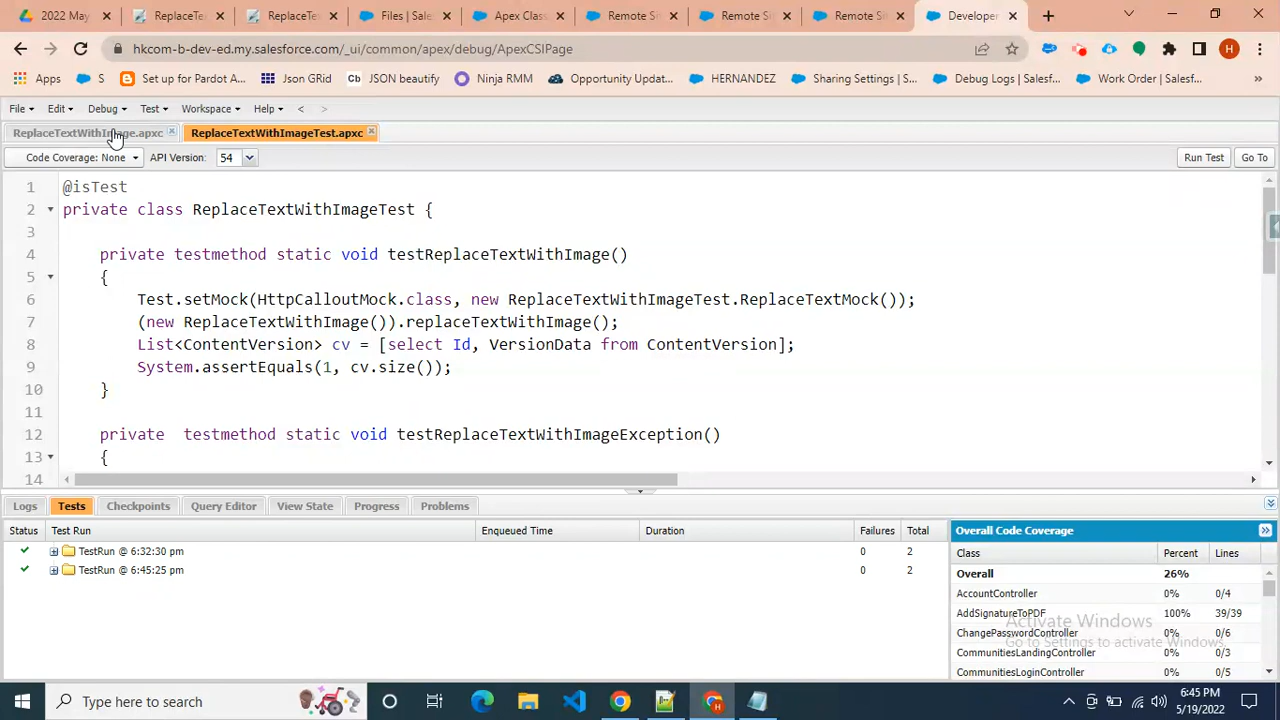 2022 May
ReplaceTex
ReplaceTex
Files | Sale
Apex Class
Remote Si
Remote Si
Remote Si
Developer
hkcom-b-dev-ed.my.salesforce.com/_ui/common/apex/debug/ApexCSIPage
H
Apps
S
Set up for Pardot A...
Json GRid
Cb JSON beautify
Ninja RMM
Opportunity Updat...
HERNANDEZ
Sharing Settings | S...
Debug Logs | Salesf...
Work Order | Salesf...
»
File
Edit
Debug
Test
Workspace
Help
<
>
ReplaceTextWithImage.apxc
ReplaceTextWithImageTest.apxc
Code Coverage: None
API Version:
54
Run Test
Go To
1 @isTest
2 private class ReplaceTextWithImageTest {
3
4 private testmethod static void testReplaceTextWithImage()
5 {
6 Test.setMock(HttpCalloutMock.class, new ReplaceTextWithImageTest.ReplaceTextMock());
7 (new ReplaceTextWithImage()).replaceTextWithImage();
8 List<ContentVersion> cv = [select Id, VersionData from ContentVersion];
9 System.assertEquals(1, cv.size());
10 }
11
12 private testmethod static void testReplaceTextWithImageException()
13 {
14
Logs
Tests
Checkpoints
Query Editor
View State
Progress
Problems
Status Test Run Enqueued Time Duration Failures Total
TestRun @ 6:32:30 pm 0 2
TestRun @ 6:45:25 pm 0 2
Overall Code Coverage
Class Percent Lines
Overall 26%
AccountController 0% 0/4
AddSignatureToPDF 100% 39/39
ChangePasswordController 0% 0/6
CommunitiesLandingController 0% 0/3
CommunitiesLoginController 0% 0/5
Activate Windows
Go to Settings to activate Windows.
Type here to search
6:45 PM
5/19/2022